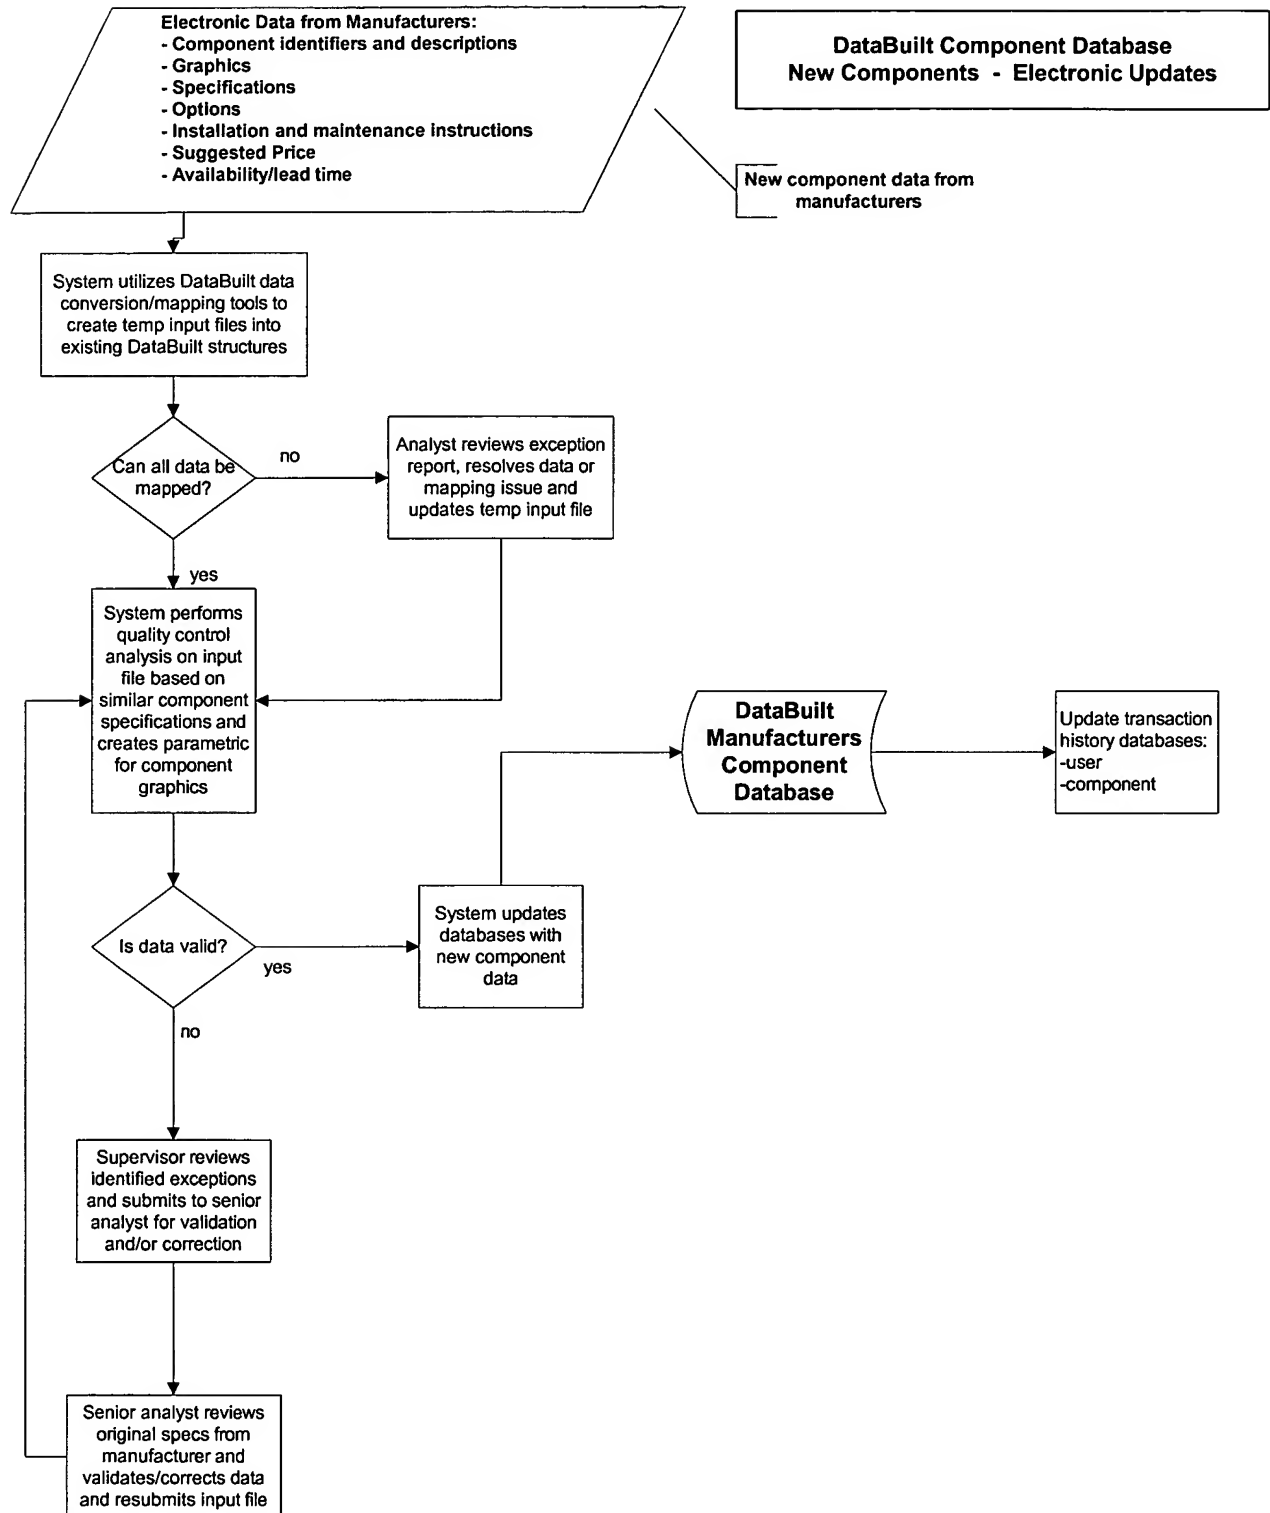 Electronic Data from Manufacturers:
- Component identifiers and descriptions
- Graphics
- Specifications
- Options
- Installation and maintenance instructions
- Suggested Price
- Availability/lead time
DataBuilt Component Database
New Components - Electronic Updates
New component data from
manufacturers
System utilizes DataBuilt data
conversion/mapping tools to
create temp input files into
existing DataBuilt structures
Can all data be
mapped?
no
Analyst reviews exception
report, resolves data or
mapping issue and
updates temp input file
yes
System performs
quality control
analysis on input
file based on
similar component
specifications and
creates parametric
for component
graphics
DataBuilt
Manufacturers
Component
Database
Update transaction
history databases:
-user
-component
Is data valid?
yes
System updates
databases with
new component
data
no
Supervisor reviews
identified exceptions
and submits to senior
analyst for validation
and/or correction
Senior analyst reviews
original specs from
manufacturer and
validates/corrects data
and resubmits input file